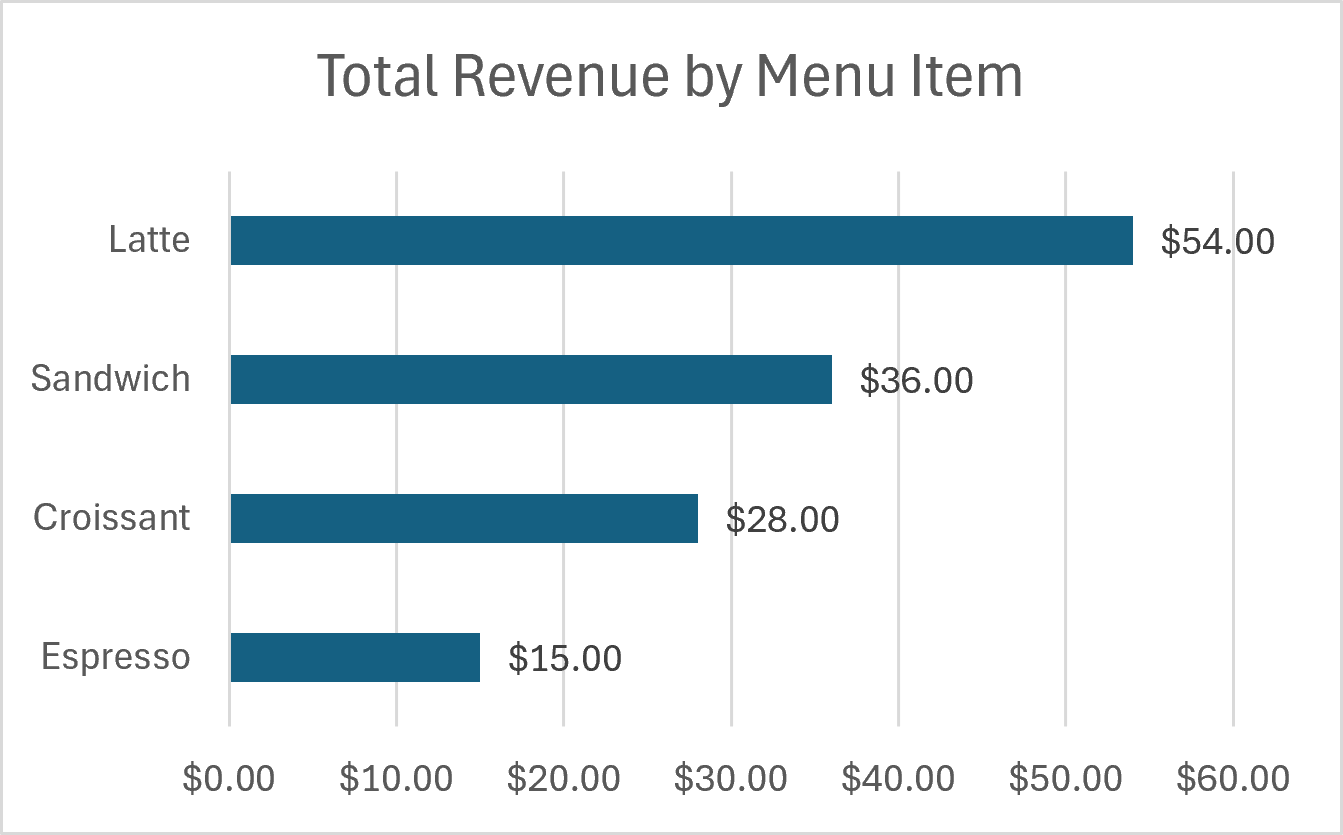 Total Revenue by Menu Item
Latte
$54.00
Sandwich
$36.00
Croissant
$28.00
Espresso
$15.00
$0.00 $10.00 $20.00 $30.00 $40.00 $50.00 $60.00